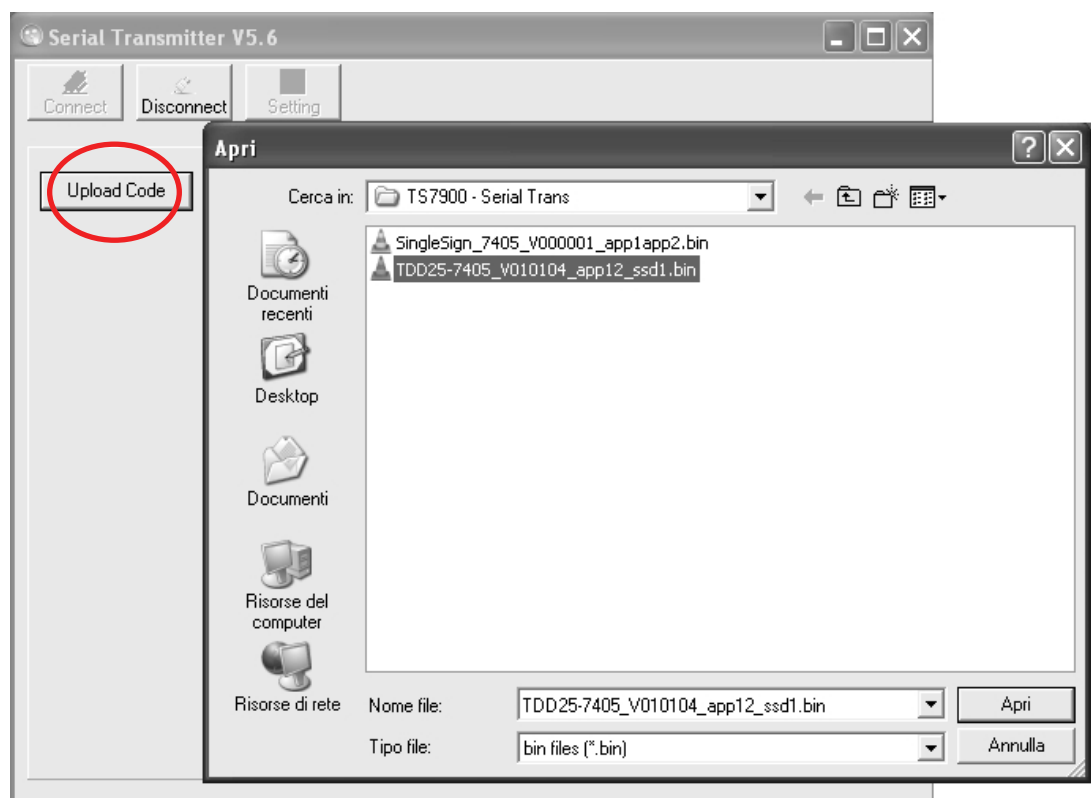 Serial Transmitter V5.6
Connect
Disconnect
Setting
Upload Code
Apri
Cerca in:
TS7900 - Serial Trans
SingleSign_7405_V000001_app1app2.bin
TDD25-7405_V010104_app12_ssd1.bin
Documenti
recenti
Desktop
Documenti
Risorse del
computer
Risorse di rete
Nome file:
TDD25-7405_V010104_app12_ssd1.bin
Apri
Tipo file:
bin files (*.bin)
Annulla